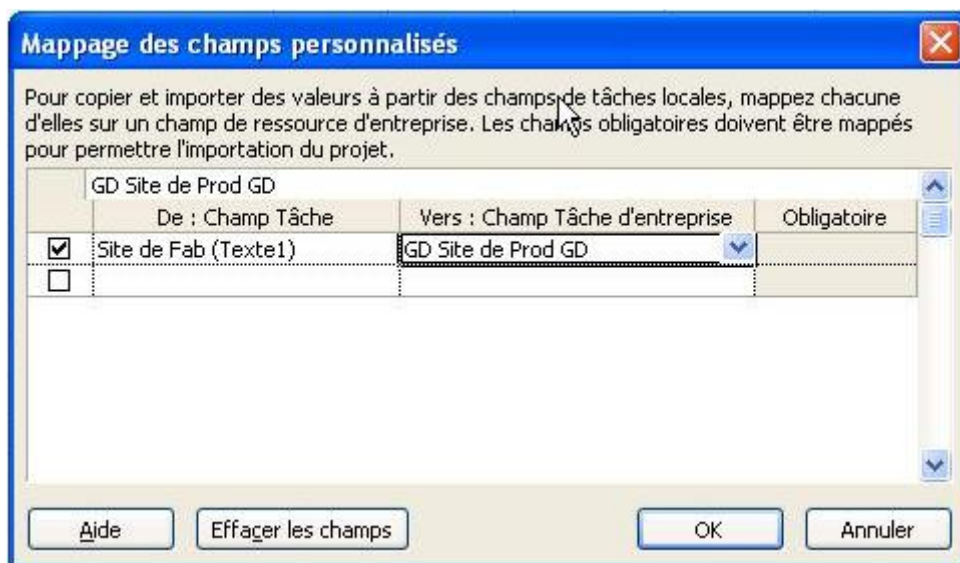 Mappage des champs personnalisés
Pour copier et importer des valeurs à partir des champs de tâches locales, mappez chacune
d'elles sur un champ de ressource d'entreprise. Les champs obligatoires doivent être mappés
pour permettre l'importation du projet.
GD Site de Prod GD
De : Champ Tâche Vers : Champ Tâche d'entreprise Obligatoire
Site de Fab (Texte1) GD Site de Prod GD
Aide Effacer les champs OK Annuler